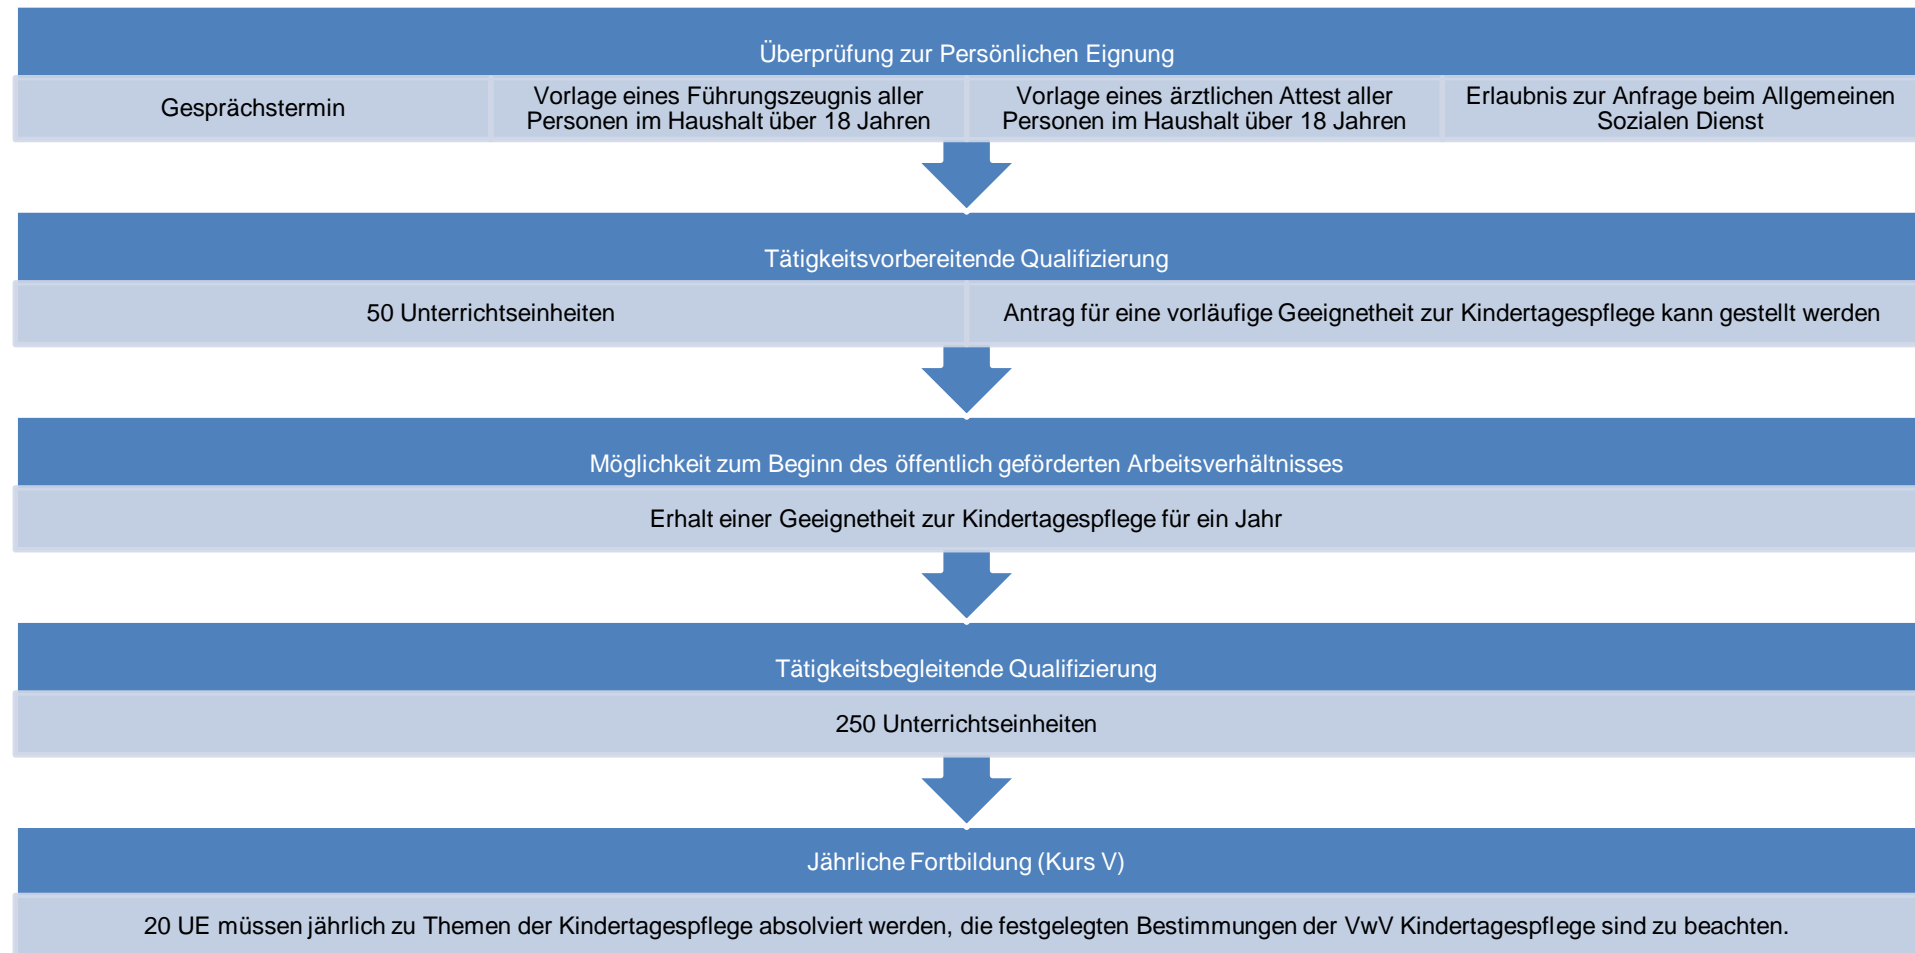 Überprüfung zur Persönlichen Eignung
Gesprächstermin
Vorlage eines Führungszeugnis aller
Personen im Haushalt über 18 Jahren
Vorlage eines ärztlichen Attest aller
Personen im Haushalt über 18 Jahren
Erlaubnis zur Anfrage beim Allgemeinen
Sozialen Dienst
Tätigkeitsvorbereitende Qualifizierung
50 Unterrichtseinheiten
Antrag für eine vorläufige Geeignetheit zur Kindertagespflege kann gestellt werden
Möglichkeit zum Beginn des öffentlich geförderten Arbeitsverhältnisses
Erhalt einer Geeignetheit zur Kindertagespflege für ein Jahr
Tätigkeitsbegleitende Qualifizierung
250 Unterrichtseinheiten
Jährliche Fortbildung (Kurs V)
20 UE müssen jährlich zu Themen der Kindertagespflege absolviert werden, die festgelegten Bestimmungen der VwV Kindertagespflege sind zu beachten.